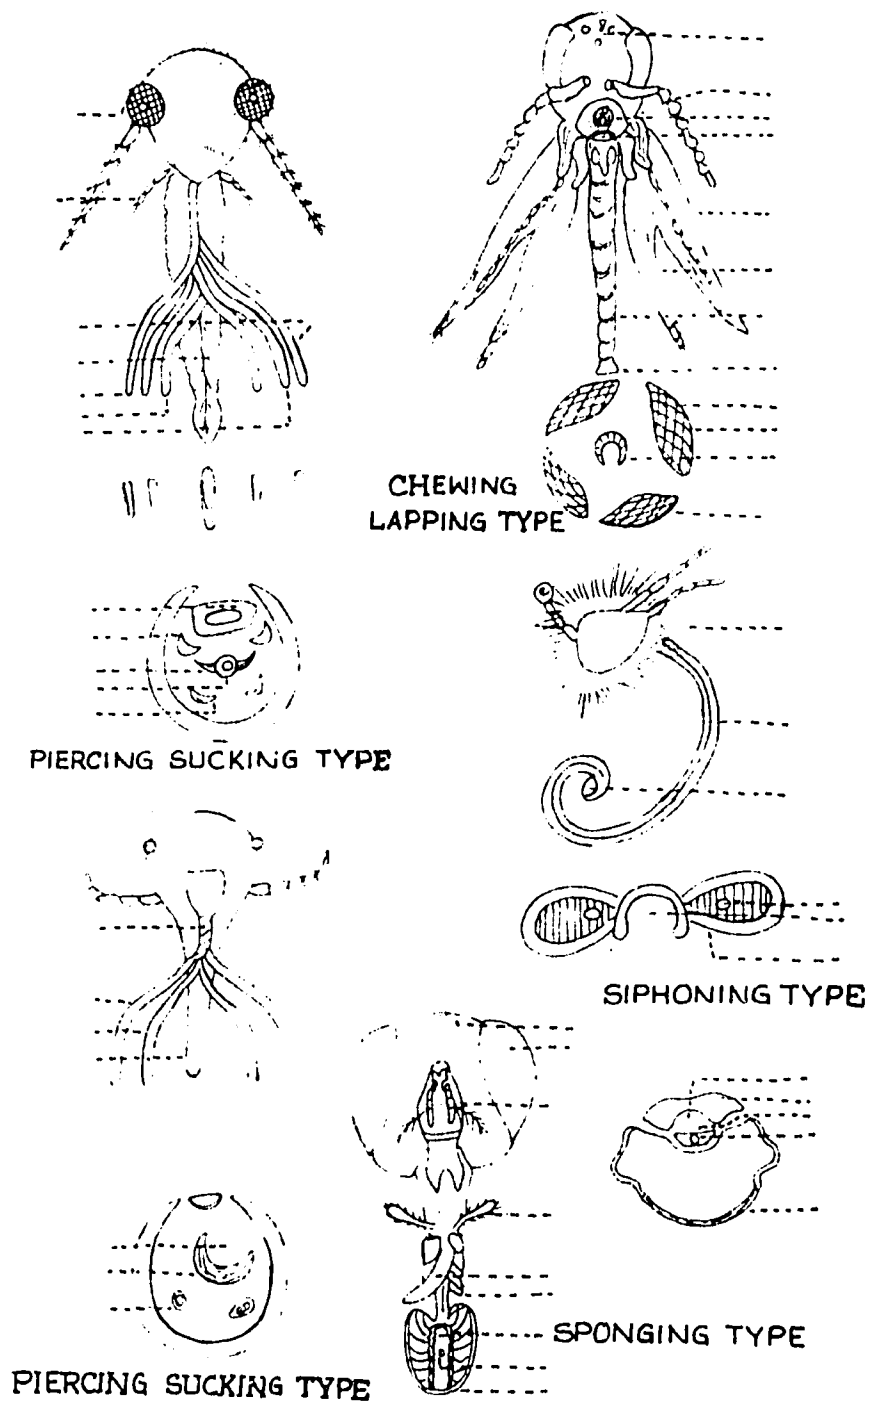 CHEWING
LAPPING TYPE
PIERCING SUCKING TYPE
SIPHONING TYPE
SPONGING TYPE
PIERCING SUCKING TYPE